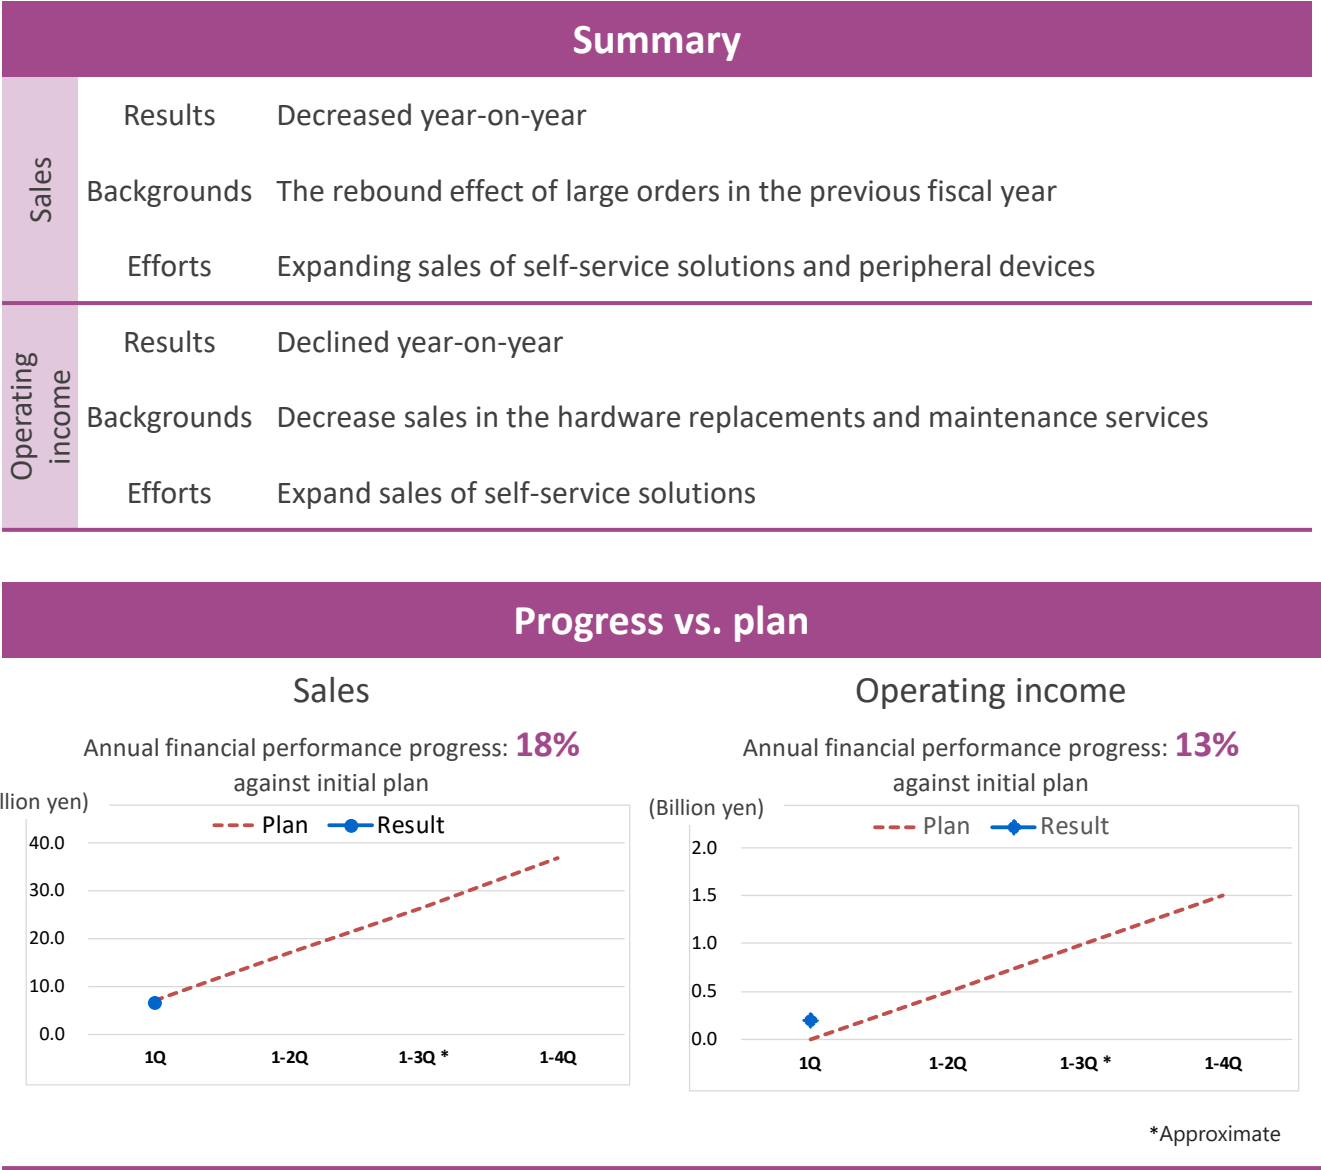 Summary
Sales
Results Decreased year-on-year
Backgrounds The rebound effect of large orders in the previous fiscal year
Efforts Expanding sales of self-service solutions and peripheral devices
Operating
income
Results Declined year-on-year
Backgrounds Decrease sales in the hardware replacements and maintenance services
Efforts Expand sales of self-service solutions
Progress vs. plan
Sales
Annual financial performance progress: 18%
against initial plan
llion yen)
Plan Result
40.0
30.0
20.0
10.0
0.0
1Q 1-2Q 1-3Q * 1-4Q
Operating income
Annual financial performance progress: 13%
against initial plan
(Billion yen)
Plan Result
2.0
1.5
1.0
0.5
0.0
1Q 1-2Q 1-3Q * 1-4Q
*Approximate